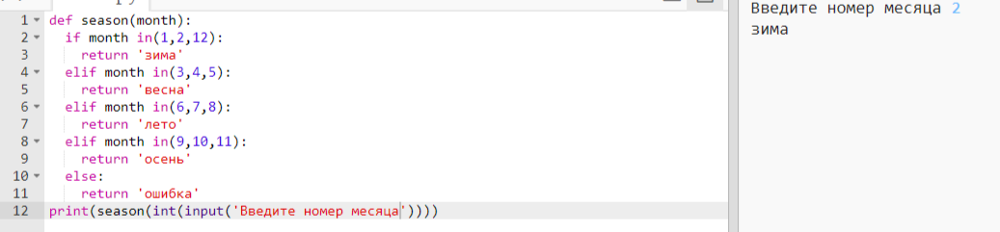 1 def season(month):
2 if month in(1,2,12):
3 return 'зима'
4 elif month in(3,4,5):
5 return 'весна'
6 elif month in(6,7,8):
7 return 'лето'
8 elif month in(9,10,11):
9 return 'осень'
10 else:
11 return 'ошибка'
12 print(season(int(input('Введите номер месяца'))))
Введите номер месяца 2
зима